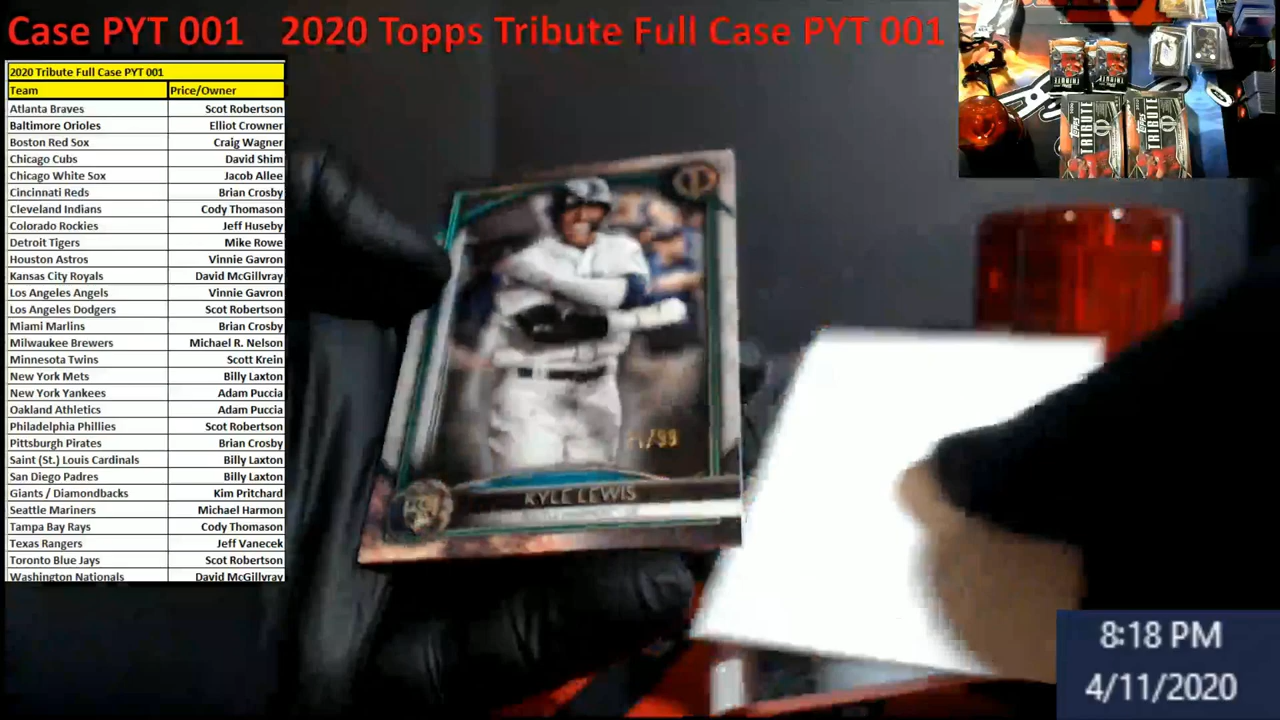 Case PYT 001 2020 Topps Tribute Full Case PYT 001
2020 Tribute Full Case PYT 001
Team Price/Owner
Atlanta Braves Scot Robertson
Baltimore Orioles Elliot Crowner
Boston Red Sox Craig Wagner
Chicago Cubs David Shim
Chicago White Sox Jacob Allee
Cincinnati Reds Brian Crosby
Cleveland Indians Cody Thomason
Colorado Rockies Jeff Huseby
Detroit Tigers Mike Rowe
Houston Astros Vinnie Gavron
Kansas City Royals David McGillvray
Los Angeles Angels Vinnie Gavron
Los Angeles Dodgers Scot Robertson
Miami Marlins Brian Crosby
Milwaukee Brewers Michael R. Nelson
Minnesota Twins Scott Krein
New York Mets Billy Laxton
New York Yankees Adam Puccia
Oakland Athletics Adam Puccia
Philadelphia Phillies Scot Robertson
Pittsburgh Pirates Brian Crosby
Saint (St.) Louis Cardinals Billy Laxton
San Diego Padres Billy Laxton
Giants / Diamondbacks Kim Pritchard
Seattle Mariners Michael Harmon
Tampa Bay Rays Cody Thomason
Texas Rangers Jeff Vanecek
Toronto Blue Jays Scot Robertson
Washington Nationals David McGillvray
TRIBUTE
TRIBUTE
/99
KYLE LEWIS
8:18 PM
4/11/2020